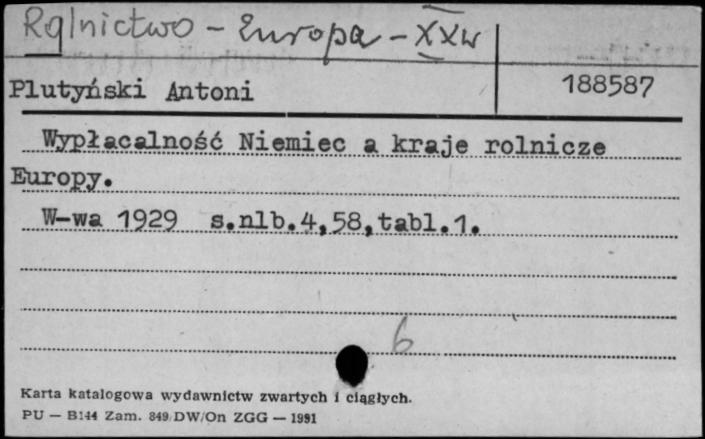 Rolnictwo – Europa – XXw
Plutyński Antoni 188587
Wypłacalność Niemiec a kraje rolnicze
Europy.
W-wa 1929 s.nlb.4,58,tabl.1.
6
Karta katalogowa wydawnictw zwartych i ciągłych.
PU — B144 Zam. 849/DW/On ZGG — 1991